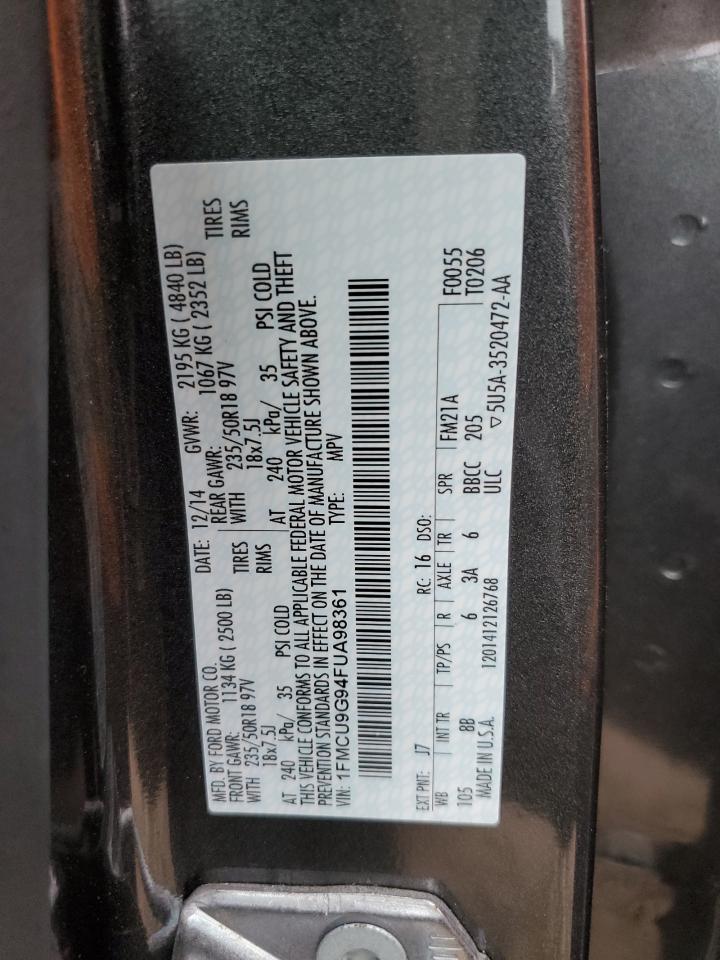 MFD. BY FORD MOTOR CO.
DATE: 12/14 GVWR: 2195 KG ( 4840 LB)
FRONT GAWR: 1134 KG ( 2500 LB) REAR GAWR: 1067 KG ( 2352 LB)
WITH 235/50R18 97V TIRES WITH 235/50R18 97V TIRES
18x7.5J RIMS 18x7.5J RIMS
AT 240 kPa/ 35 PSI COLD AT 240 kPa/ 35 PSI COLD
THIS VEHICLE CONFORMS TO ALL APPLICABLE FEDERAL MOTOR VEHICLE SAFETY AND THEFT
PREVENTION STANDARDS IN EFFECT ON THE DATE OF MANUFACTURE SHOWN ABOVE.
VIN: 1FMCU9G94FUA98361 TYPE: MPV
EXT PNT: J7 RC: 16 DSO: F0055
WB INT TR TP/PS R AXLE TR SPR FM21A T0206
105 8B 6 3A 6 BBCC 205
MADE IN U.S.A. 1201412126768 ULC ▽5U5A-3520472-AA